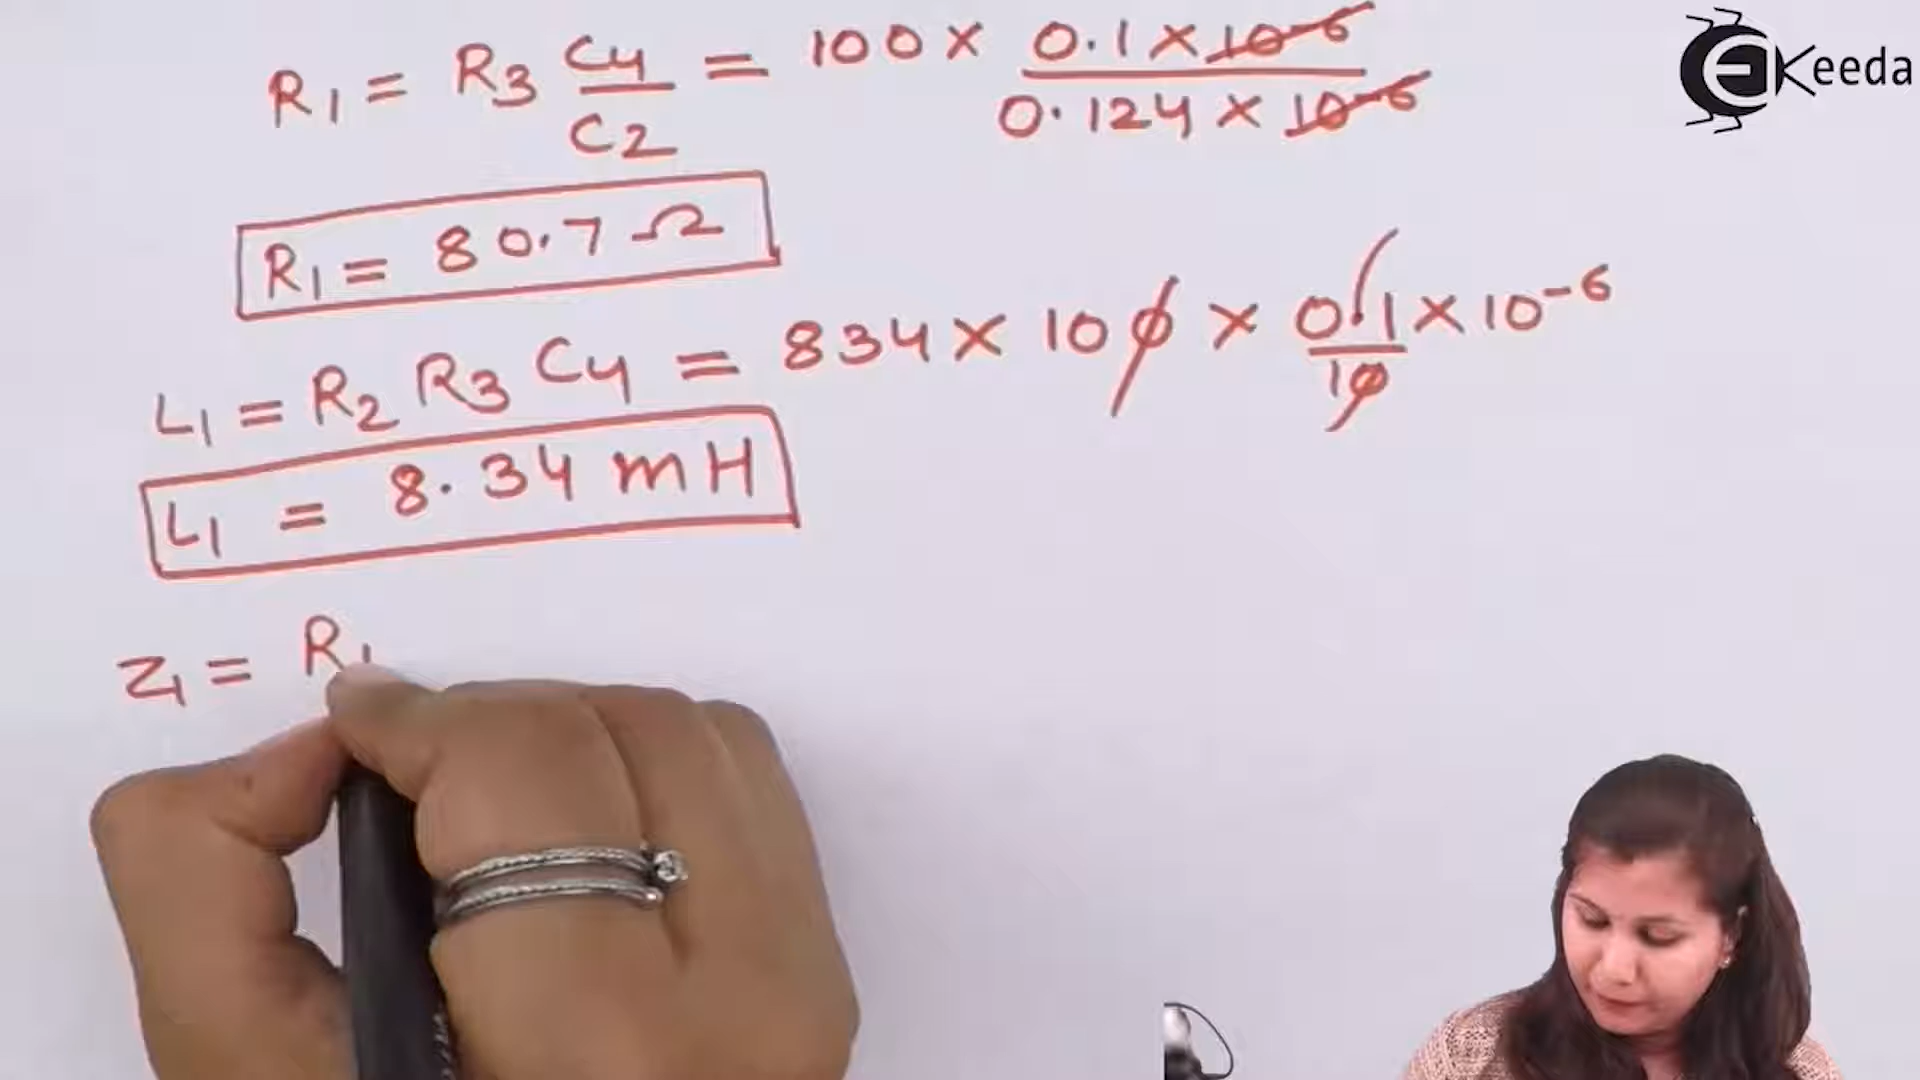 R1 = R3 C4/C2 = 100 × 0.1 × 10-6 / 0.124 × 10-6
EKeeda
R1 = 80.7 Ω
L1 = R2 R3 C4 = 834 × 100 × 0.1/10 × 10-6
L1 = 8.34 mH
Z1 = R1